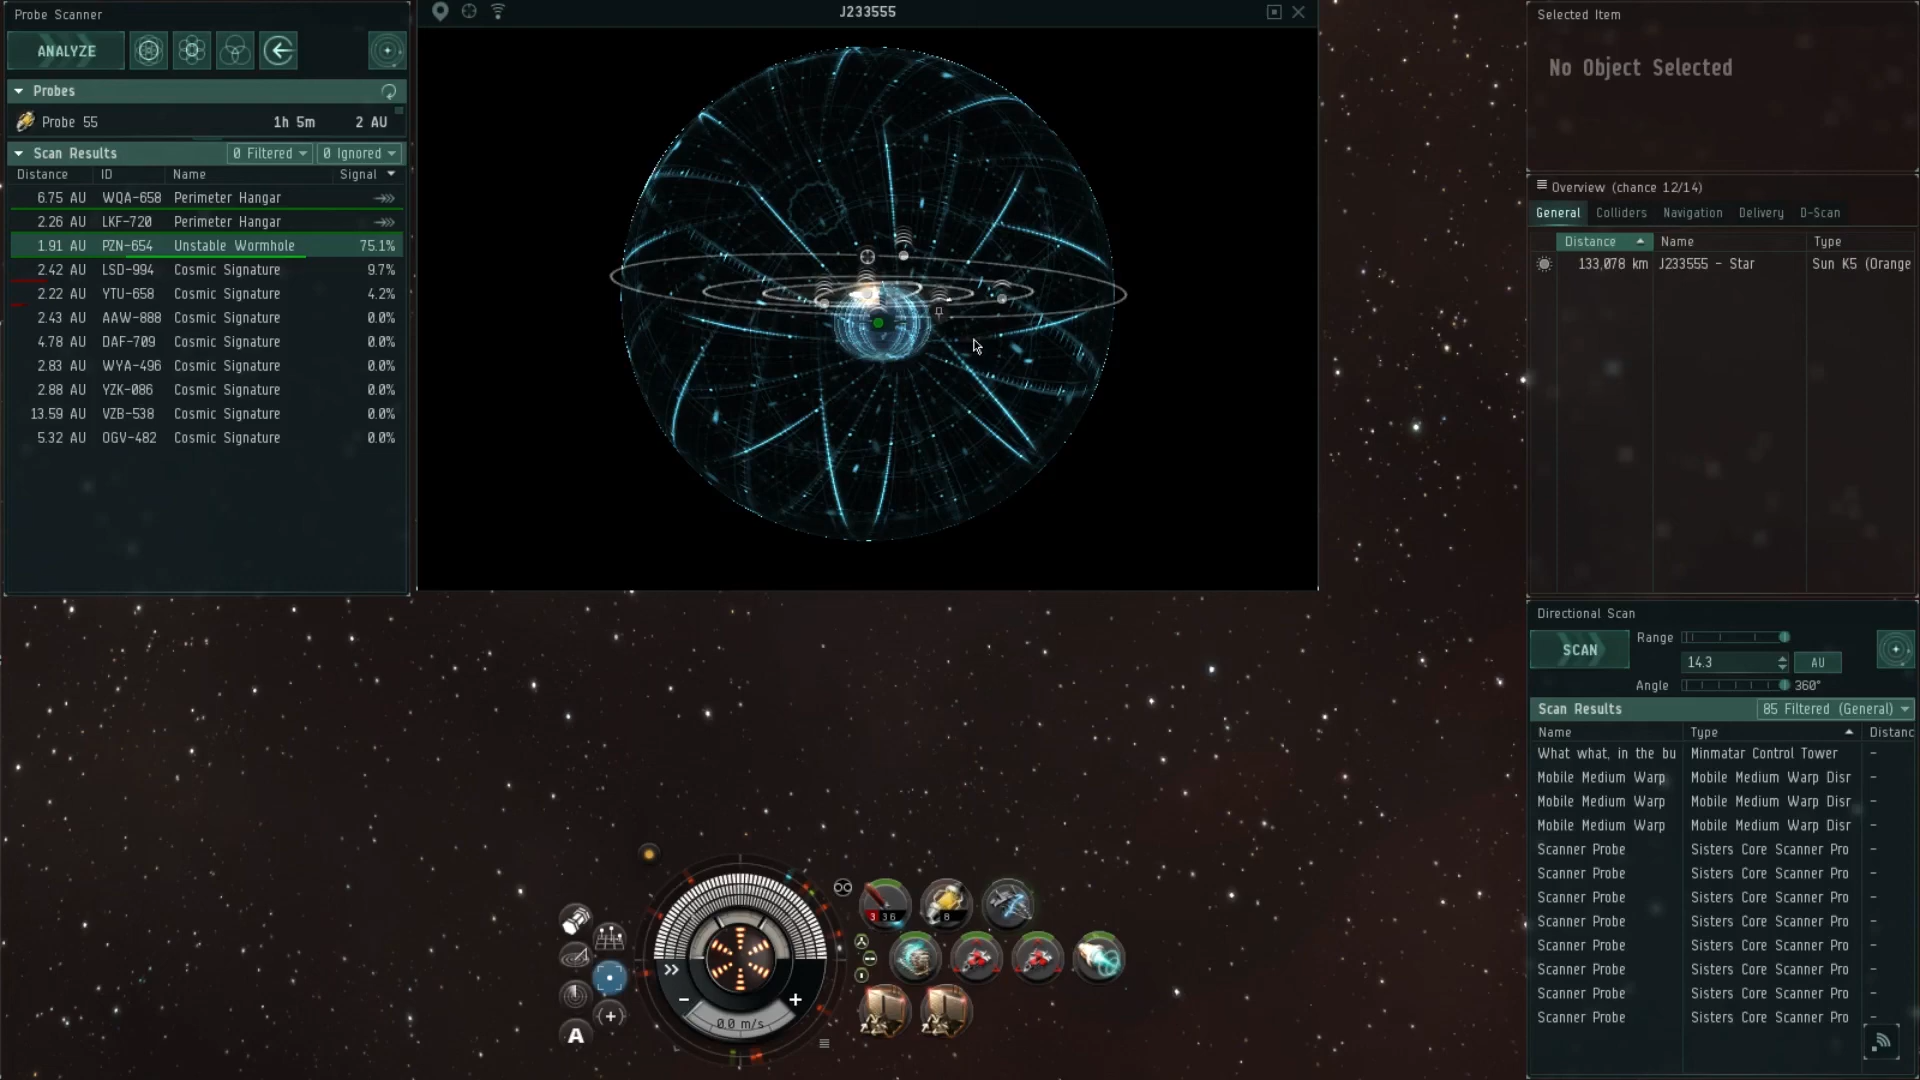 Probe Scanner
ANALYZE
Probes
Probe 55 1h 5m 2 AU
Scan Results 0 Filtered 0 Ignored
Distance ID Name Signal
6.75 AU WQA-658 Perimeter Hangar
2.26 AU LKF-720 Perimeter Hangar
1.91 AU PZN-654 Unstable Wormhole 75.1%
2.42 AU LSD-994 Cosmic Signature 9.7%
2.22 AU YTU-658 Cosmic Signature 4.2%
2.43 AU AAW-888 Cosmic Signature 0.0%
4.78 AU DAF-709 Cosmic Signature 0.0%
2.83 AU WYA-496 Cosmic Signature 0.0%
2.88 AU YZK-086 Cosmic Signature 0.0%
13.59 AU VZB-538 Cosmic Signature 0.0%
5.32 AU OGV-482 Cosmic Signature 0.0%
J233555
Selected Item
No Object Selected
Overview (chance 12/14)
General Colliders Navigation Delivery D-Scan
Distance Name Type
133,078 km J233555 - Star Sun K5 (Orange
Directional Scan
SCAN Range
14.3 AU
Angle 360°
Scan Results 85 Filtered (General)
Name Type Distanc
What what, in the bu Minmatar Control Tower -
Mobile Medium Warp Mobile Medium Warp Disr -
Mobile Medium Warp Mobile Medium Warp Disr -
Mobile Medium Warp Mobile Medium Warp Disr -
Scanner Probe Sisters Core Scanner Pro -
Scanner Probe Sisters Core Scanner Pro -
Scanner Probe Sisters Core Scanner Pro -
Scanner Probe Sisters Core Scanner Pro -
Scanner Probe Sisters Core Scanner Pro -
Scanner Probe Sisters Core Scanner Pro -
Scanner Probe Sisters Core Scanner Pro -
Scanner Probe Sisters Core Scanner Pro -
3 36 8
A
0.0 m/s